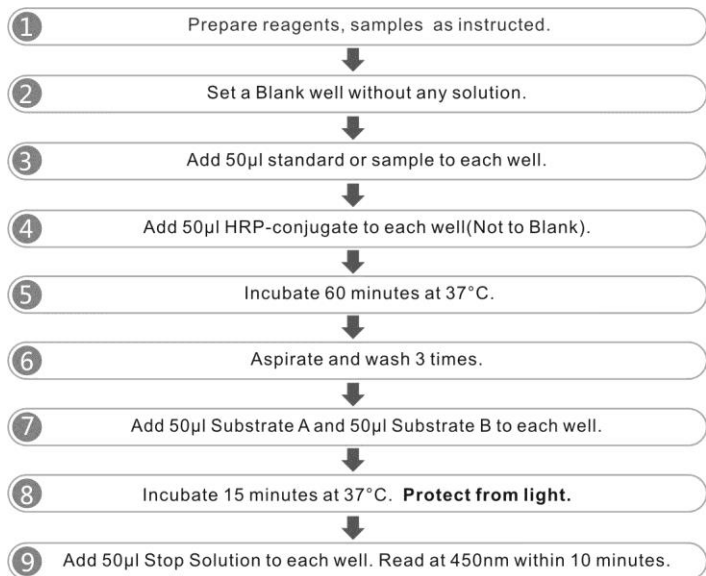 1 Prepare reagents, samples as instructed.
2 Set a Blank well without any solution.
3 Add 50µl standard or sample to each well.
4 Add 50µl HRP-conjugate to each well(Not to Blank).
5 Incubate 60 minutes at 37°C.
6 Aspirate and wash 3 times.
7 Add 50µl Substrate A and 50µl Substrate B to each well.
8 Incubate 15 minutes at 37°C. Protect from light.
9 Add 50µl Stop Solution to each well. Read at 450nm within 10 minutes.